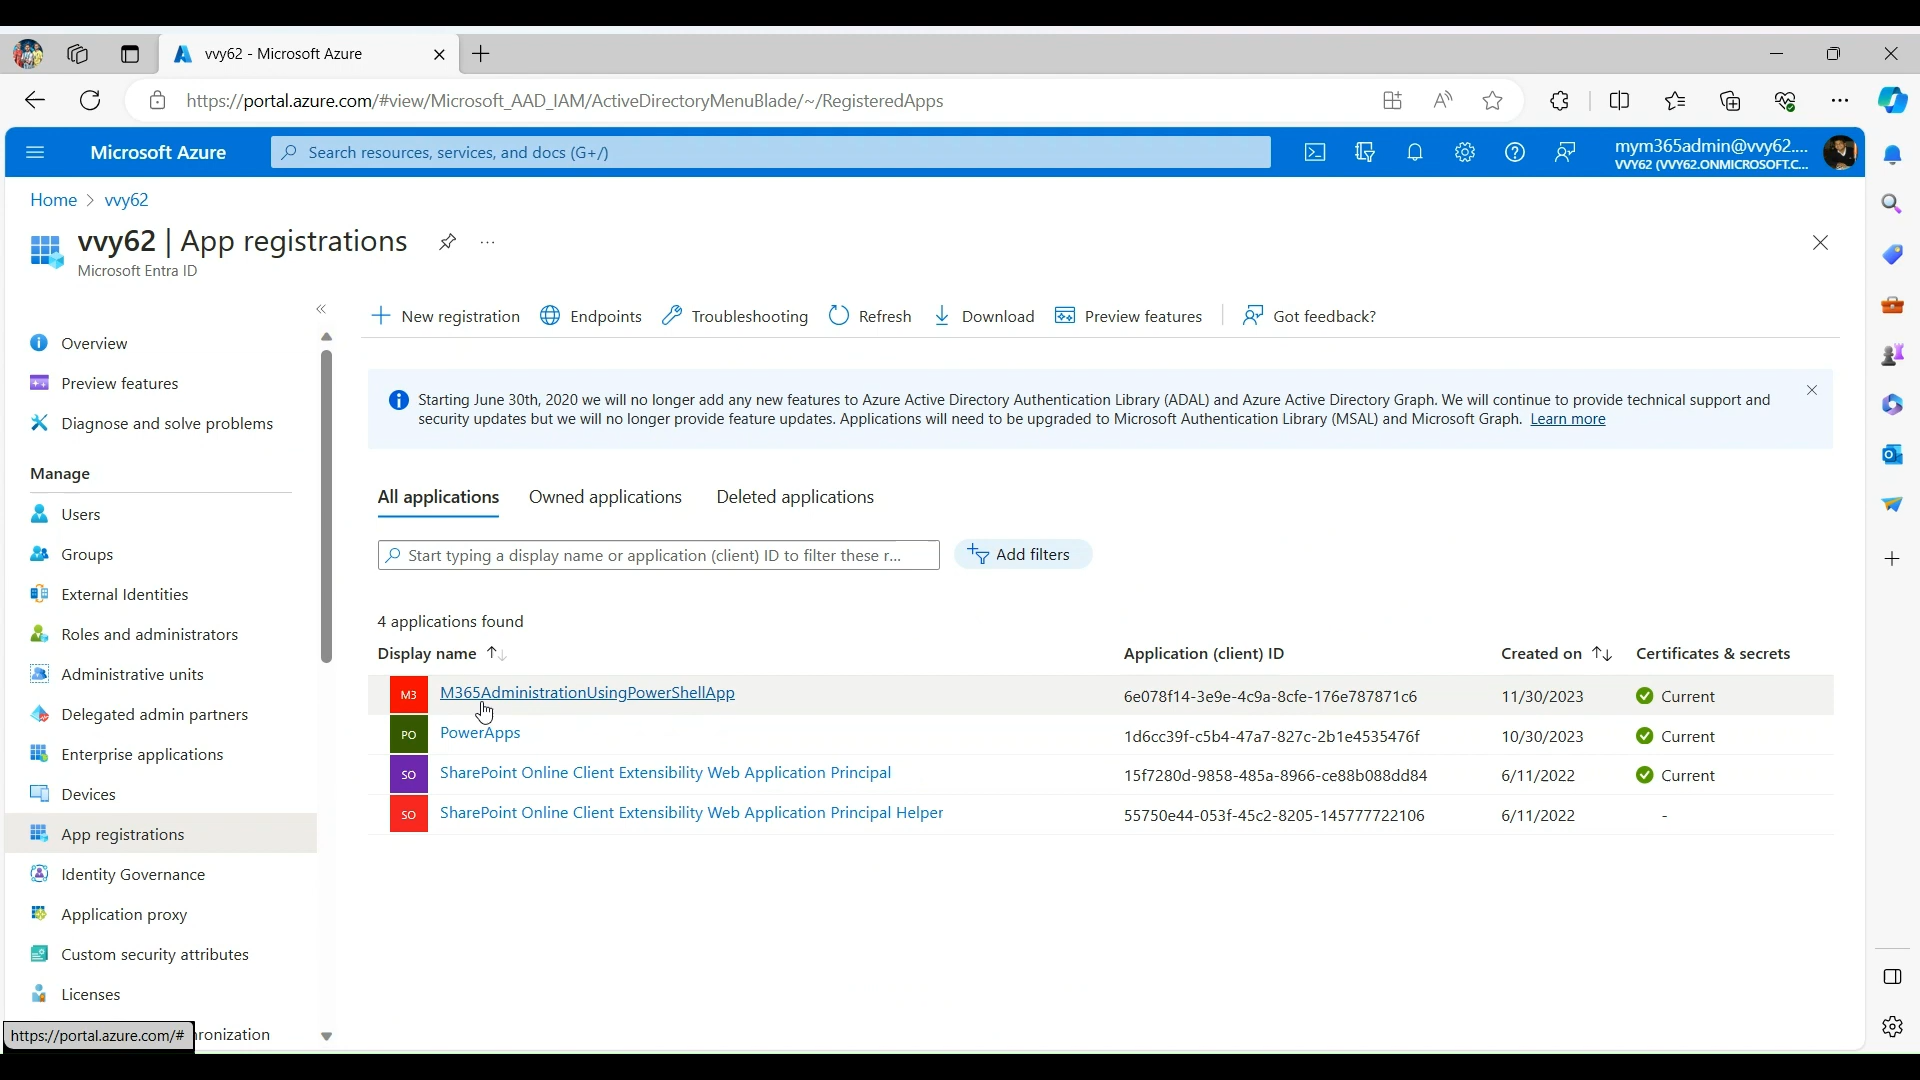 vvy62 - Microsoft Azure
https://portal.azure.com/#view/Microsoft_AAD_IAM/ActiveDirectoryMenuBlade/~/RegisteredApps
Microsoft Azure
Search resources, services, and docs (G+/)
mym365admin@vvy62....
VVY62 (VVY62.ONMICROSOFT.C...
Home > vvy62
vvy62 | App registrations
Microsoft Entra ID
Overview
Preview features
Diagnose and solve problems
Manage
Users
Groups
External Identities
Roles and administrators
Administrative units
Delegated admin partners
Enterprise applications
Devices
App registrations
Identity Governance
Application proxy
Custom security attributes
Licenses
hronization
https://portal.azure.com/#
New registration Endpoints Troubleshooting Refresh Download Preview features Got feedback?
Starting June 30th, 2020 we will no longer add any new features to Azure Active Directory Authentication Library (ADAL) and Azure Active Directory Graph. We will continue to provide technical support and
security updates but we will no longer provide feature updates. Applications will need to be upgraded to Microsoft Authentication Library (MSAL) and Microsoft Graph. Learn more
All applications Owned applications Deleted applications
Start typing a display name or application (client) ID to filter these r... Add filters
4 applications found
Display name Application (client) ID Created on Certificates & secrets
M3 M365AdministrationUsingPowerShellApp 6e078f14-3e9e-4c9a-8cfe-176e787871c6 11/30/2023 Current
PO PowerApps 1d6cc39f-c5b4-47a7-827c-2b1e4535476f 10/30/2023 Current
SO SharePoint Online Client Extensibility Web Application Principal 15f7280d-9858-485a-8966-ce88b088dd84 6/11/2022 Current
SO SharePoint Online Client Extensibility Web Application Principal Helper 55750e44-053f-45c2-8205-145777722106 6/11/2022 -